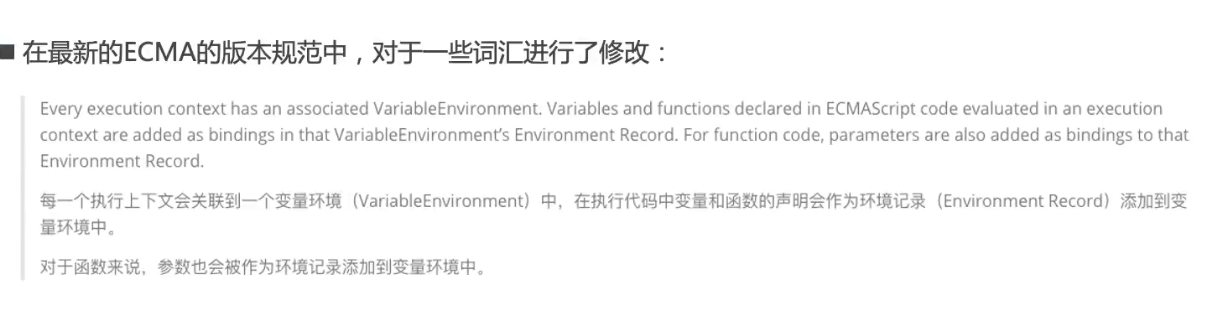 ■ 在最新的ECMA的版本规范中，对于一些词汇进行了修改：
Every execution context has an associated VariableEnvironment. Variables and functions declared in ECMAScript code evaluated in an execution
context are added as bindings in that VariableEnvironment's Environment Record. For function code, parameters are also added as bindings to that
Environment Record.
每一个执行上下文会关联到一个变量环境（VariableEnvironment）中，在执行代码中变量和函数的声明会作为环境记录（Environment Record）添加到变
量环境中。
对于函数来说，参数也会被作为环境记录添加到变量环境中。